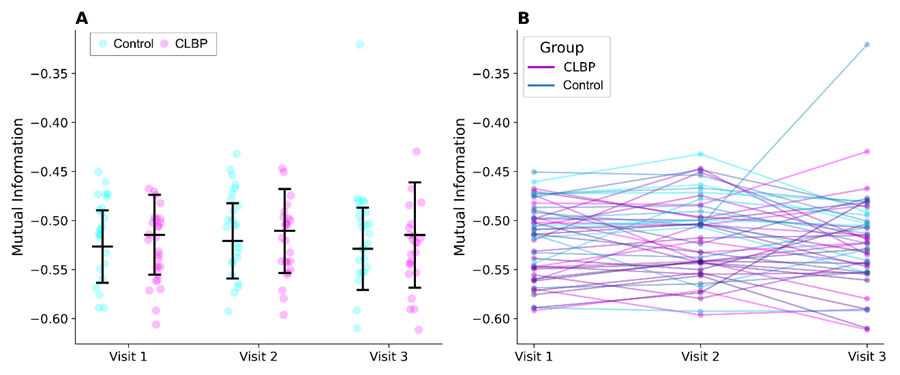 A
Control CLBP
Mutual Information
−0.35
−0.40
−0.45
−0.50
−0.55
−0.60
Visit 1 Visit 2 Visit 3
B
Group
CLBP
Control
Mutual Information
−0.35
−0.40
−0.45
−0.50
−0.55
−0.60
Visit 1 Visit 2 Visit 3